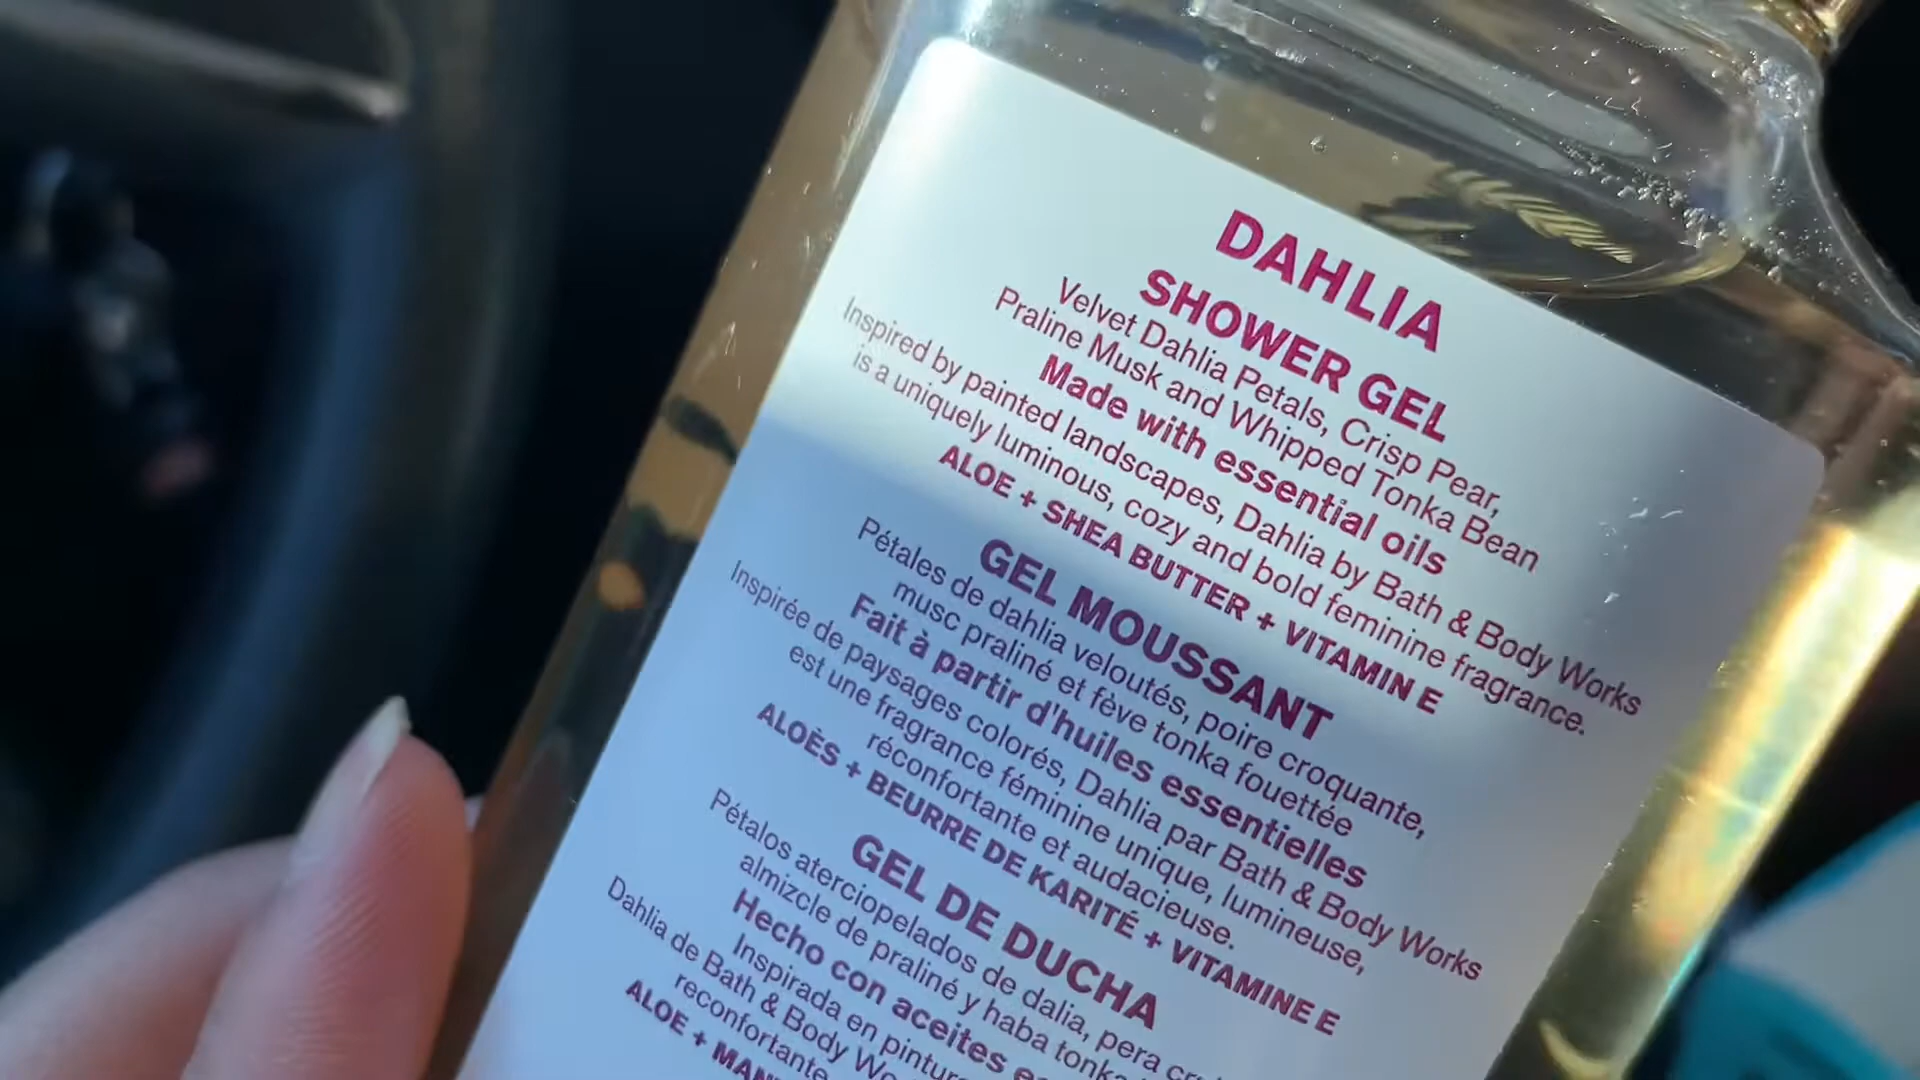 DAHLIA
SHOWER GEL
Velvet Dahlia Petals, Crisp Pear,
Praline Musk and Whipped Tonka Bean
Made with essential oils
Inspired by painted landscapes, Dahlia by Bath & Body Works
is a uniquely luminous, cozy and bold feminine fragrance.
ALOE + SHEA BUTTER + VITAMIN E
GEL MOUSSANT
Pétales de dahlia veloutés, poire croquante,
musc praliné et fève tonka fouettée
Fait à partir d'huiles essentielles
Inspirée de paysages colorés, Dahlia par Bath & Body Works
est une fragrance féminine unique, lumineuse,
réconfortante et audacieuse.
ALOÈS + BEURRE DE KARITÉ + VITAMINE E
GEL DE DUCHA
Pétalos aterciopelados de dalia, pera
almizcle de praliné y haba tonka
Hecho con aceites
Inspirada en
Dahlia de Bath & Body
reconfortante
ALOE +